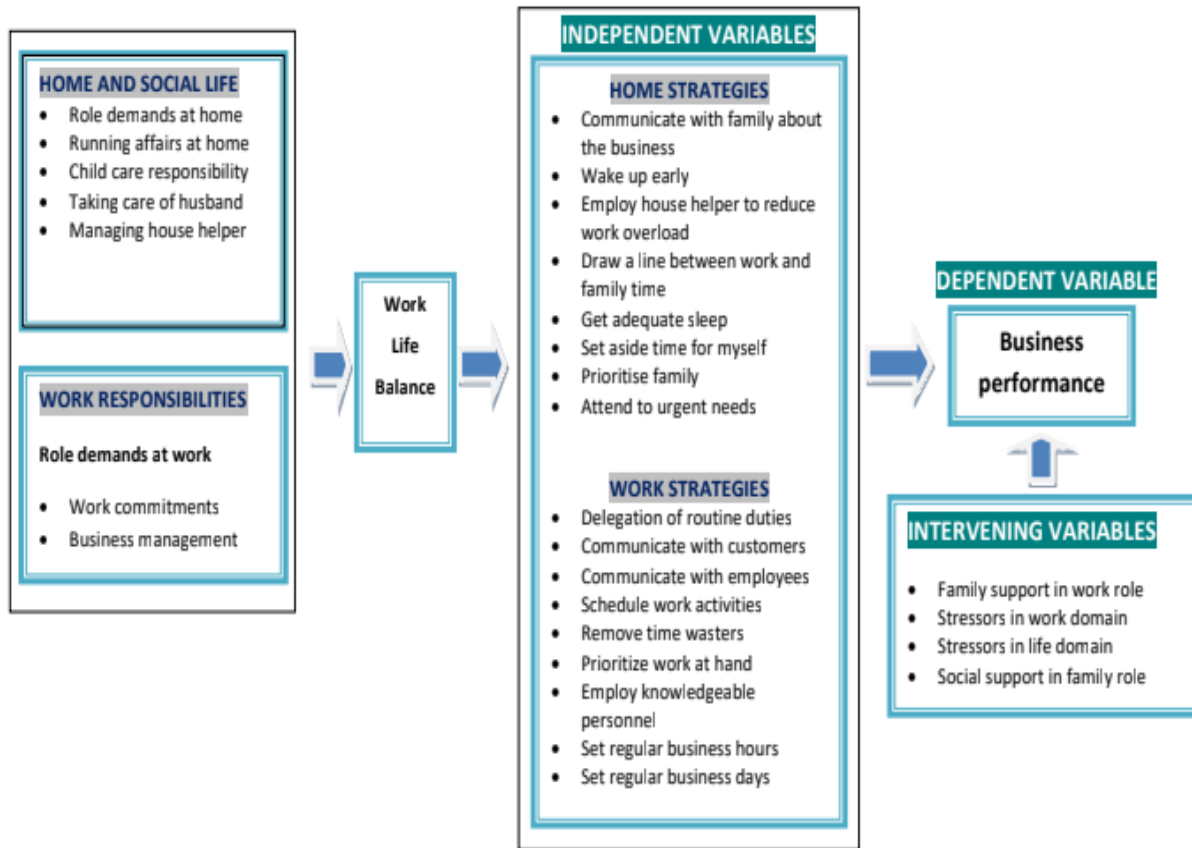 HOME AND SOCIAL LIFE
• Role demands at home
• Running affairs at home
• Child care responsibility
• Taking care of husband
• Managing house helper
WORK RESPONSIBILITIES
Role demands at work
• Work commitments
• Business management
Work
Life
Balance
INDEPENDENT VARIABLES
HOME STRATEGIES
• Communicate with family about
the business
• Wake up early
• Employ house helper to reduce
work overload
• Draw a line between work and
family time
• Get adequate sleep
• Set aside time for myself
• Prioritise family
• Attend to urgent needs
WORK STRATEGIES
• Delegation of routine duties
• Communicate with customers
• Communicate with employees
• Schedule work activities
• Remove time wasters
• Prioritize work at hand
• Employ knowledgeable
personnel
• Set regular business hours
• Set regular business days
DEPENDENT VARIABLE
Business
performance
INTERVENING VARIABLES
• Family support in work role
• Stressors in work domain
• Stressors in life domain
• Social support in family role